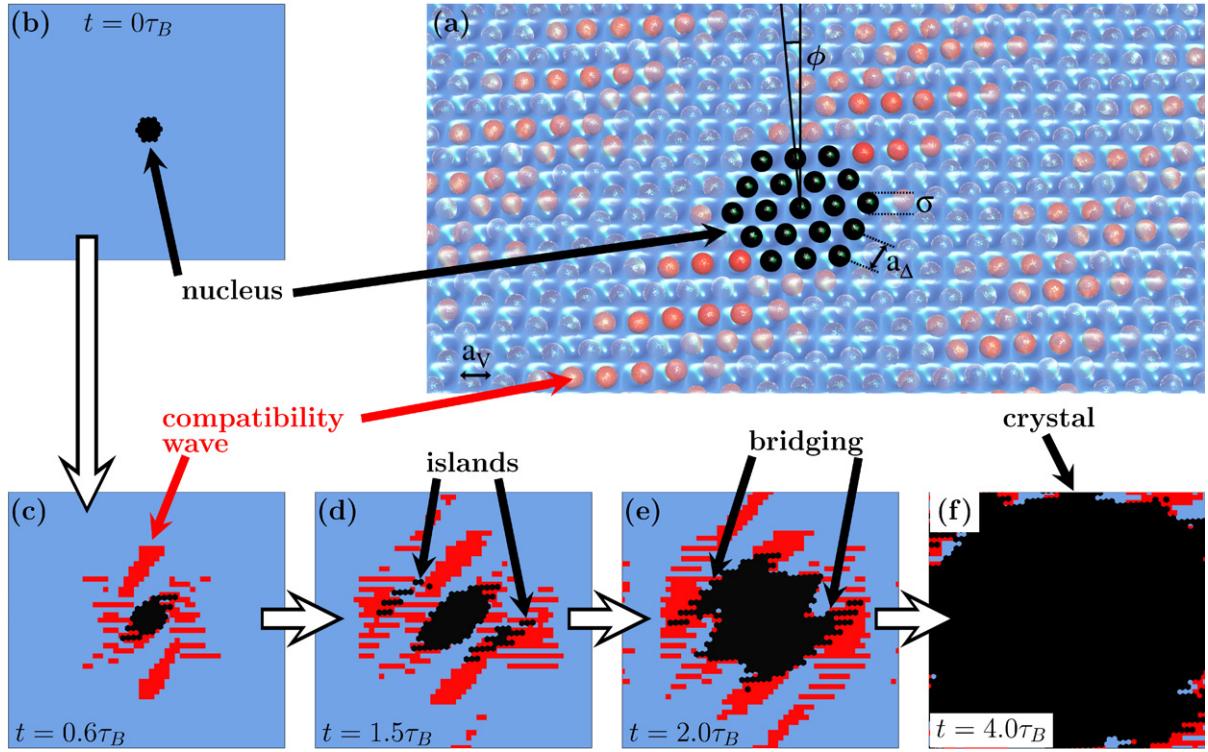 (b)
t = 0τ_B
(a)
ϕ
σ
a_Δ
nucleus
a_V
compatibility
wave
islands
bridging
crystal
(c)
(d)
(e)
(f)
t = 0.6τ_B
t = 1.5τ_B
t = 2.0τ_B
t = 4.0τ_B